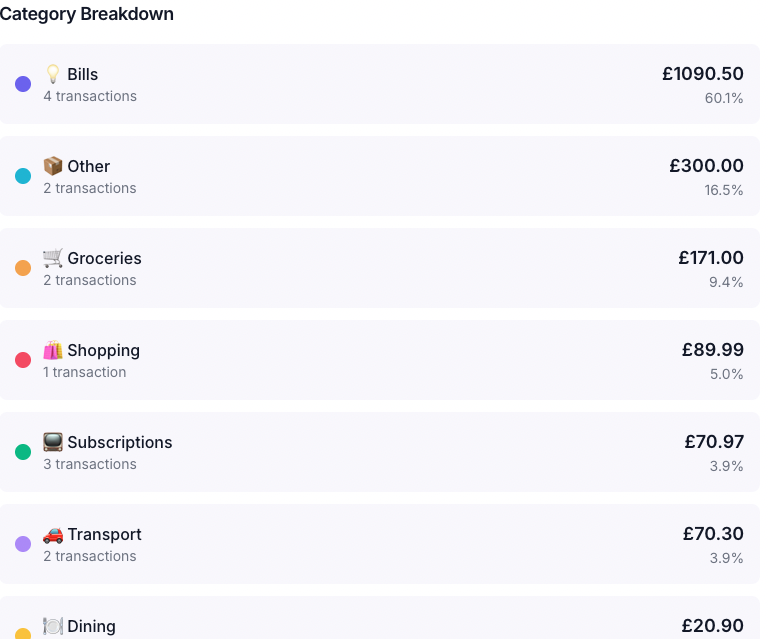 Category Breakdown
Bills
£1090.50
4 transactions
60.1%
Other
£300.00
2 transactions
16.5%
Groceries
£171.00
2 transactions
9.4%
Shopping
£89.99
1 transaction
5.0%
Subscriptions
£70.97
3 transactions
3.9%
Transport
£70.30
2 transactions
3.9%
Dining
£20.90